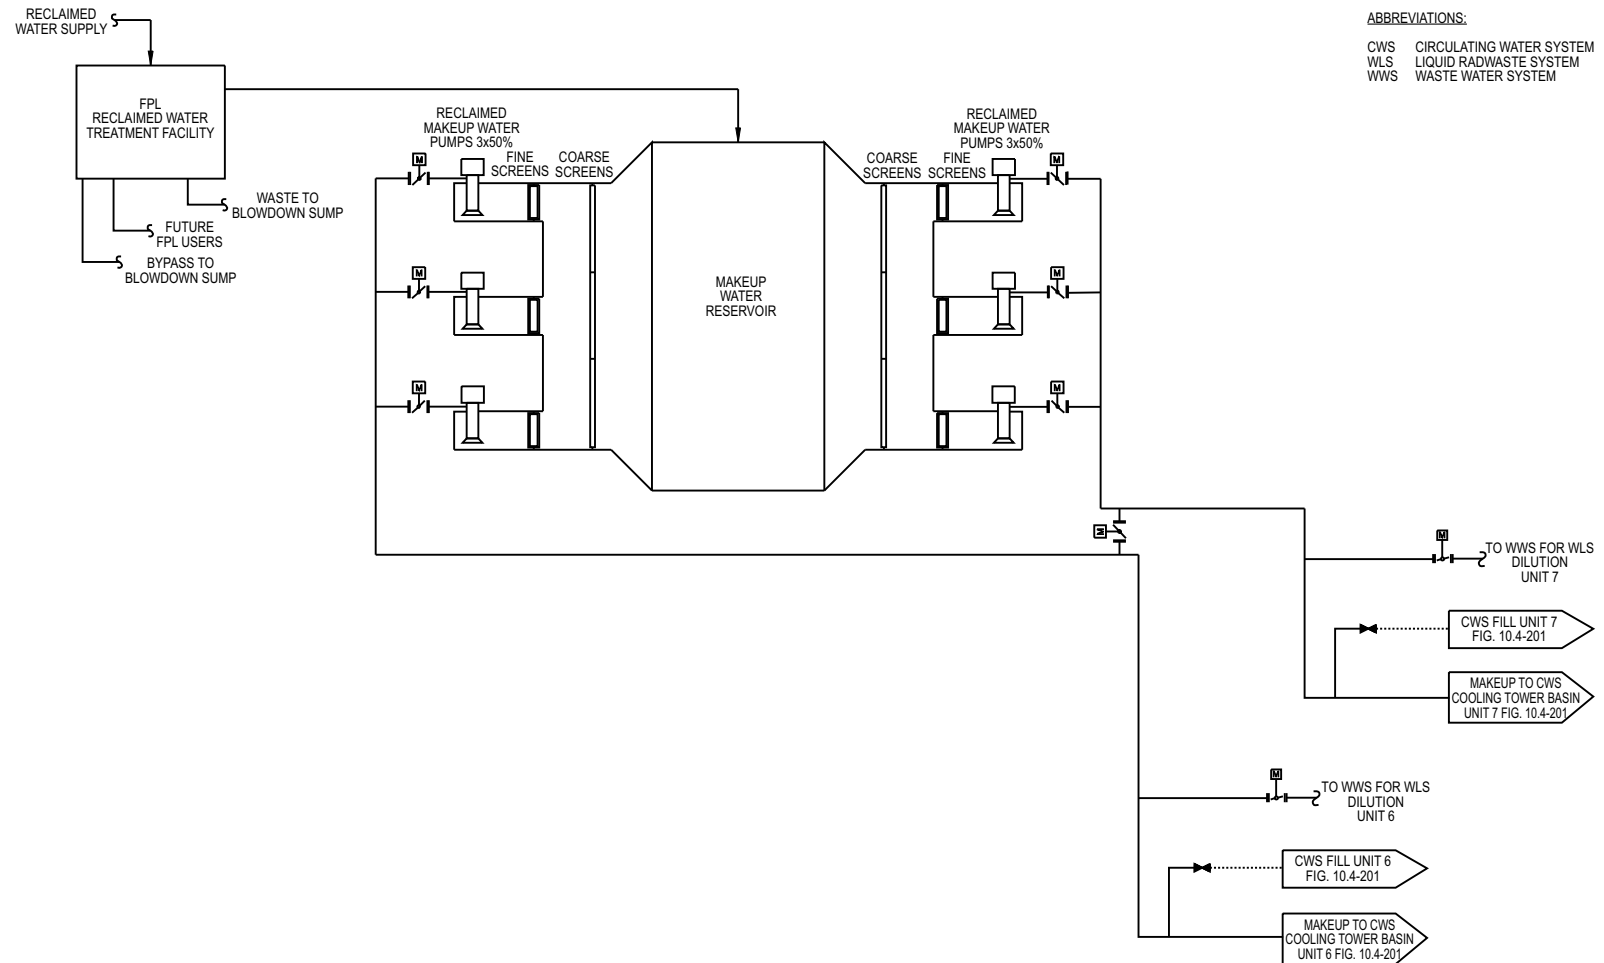 RECLAIMED
WATER SUPPLY
ABBREVIATIONS:
CWS CIRCULATING WATER SYSTEM
WLS LIQUID RADWASTE SYSTEM
WWS WASTE WATER SYSTEM
FPL
RECLAIMED WATER
TREATMENT FACILITY
WASTE TO
BLOWDOWN SUMP
FUTURE
FPL USERS
BYPASS TO
BLOWDOWN SUMP
RECLAIMED
MAKEUP WATER
PUMPS 3x50%
FINE
SCREENS
COARSE
SCREENS
M
M
M
MAKEUP
WATER
RESERVOIR
COARSE
SCREENS
FINE
SCREENS
RECLAIMED
MAKEUP WATER
PUMPS 3x50%
M
M
M
M
M
TO WWS FOR WLS
DILUTION
UNIT 7
CWS FILL UNIT 7
FIG. 10.4-201
MAKEUP TO CWS
COOLING TOWER BASIN
UNIT 7 FIG. 10.4-201
M
TO WWS FOR WLS
DILUTION
UNIT 6
CWS FILL UNIT 6
FIG. 10.4-201
MAKEUP TO CWS
COOLING TOWER BASIN
UNIT 6 FIG. 10.4-201